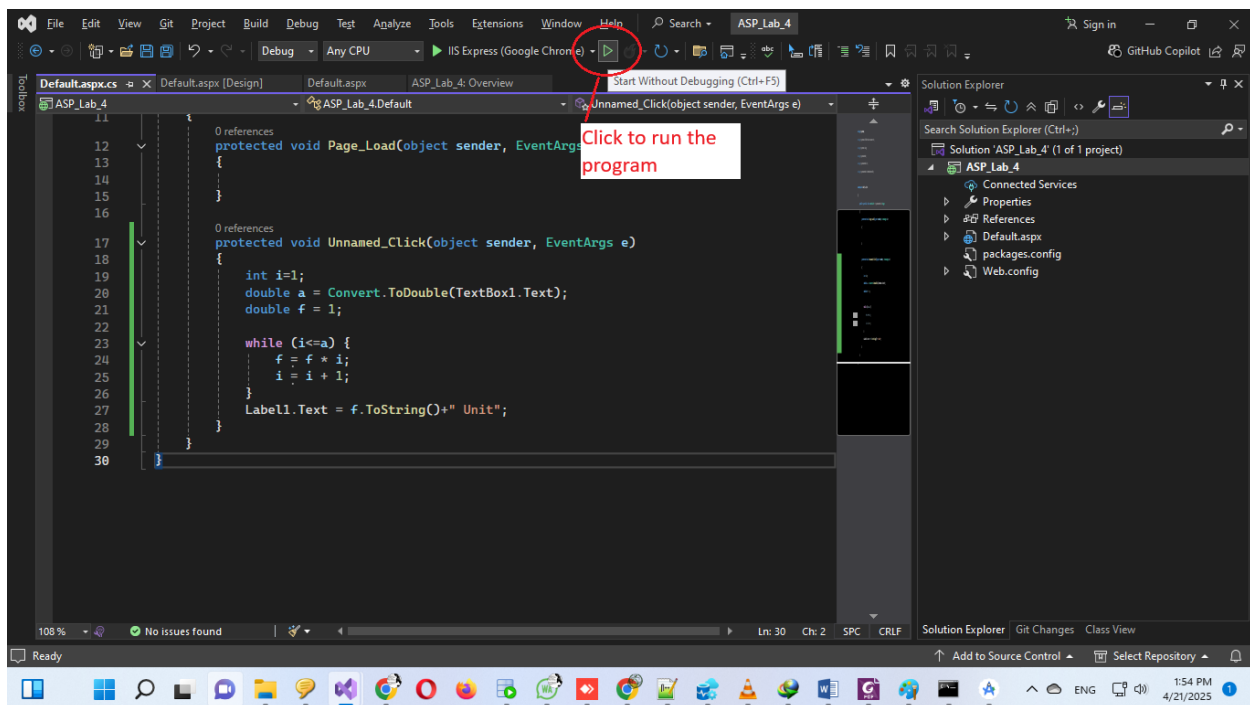 File Edit View Git Project Build Debug Test Analyze Tools Extensions Window Help Search ASP_Lab_4 Sign in
Debug Any CPU IIS Express (Google Chrome) GitHub Copilot
Start Without Debugging (Ctrl+F5)
Toolbox
Default.aspx.cs Default.aspx [Design] Default.aspx ASP_Lab_4: Overview
ASP_Lab_4 ASP_Lab_4.Default Unnamed_Click(object sender, EventArgs e)
Click to run the
program
11 {
0 references
12 protected void Page_Load(object sender, EventArgs
13 {
14
15 }
16
0 references
17 protected void Unnamed_Click(object sender, EventArgs e)
18 {
19 int i=1;
20 double a = Convert.ToDouble(TextBox1.Text);
21 double f = 1;
22
23 while (i<=a) {
24 f = f * i;
25 i = i + 1;
26 }
27 Label1.Text = f.ToString()+" Unit";
28 }
29 }
30 }
108 % No issues found Ln: 30 Ch: 2 SPC CRLF
Solution Explorer
Search Solution Explorer (Ctrl+;)
Solution 'ASP_Lab_4' (1 of 1 project)
ASP_Lab_4
Connected Services
Properties
References
Default.aspx
packages.config
Web.config
Solution Explorer Git Changes Class View
Ready Add to Source Control Select Repository
ENG 1:54 PM
4/21/2025 1